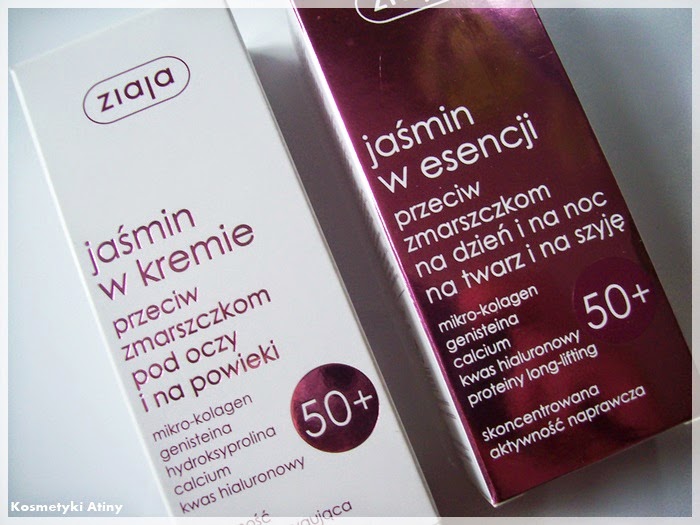 ziaja
jaśmin
w kremie
przeciw
zmarszczkom
pod oczy
i na powieki
50+
mikro-kolagen
genisteina
hydroksyprolina
calcium
kwas hialuronowy
jaśmin
w esencji
przeciw
zmarszczkom
na dzień i na noc
na twarz i na szyję
50+
mikro-kolagen
genisteina
calcium
kwas hialuronowy
proteiny long-lifting
skoncentrowana
aktywność naprawcza
Kosmetyki Atiny